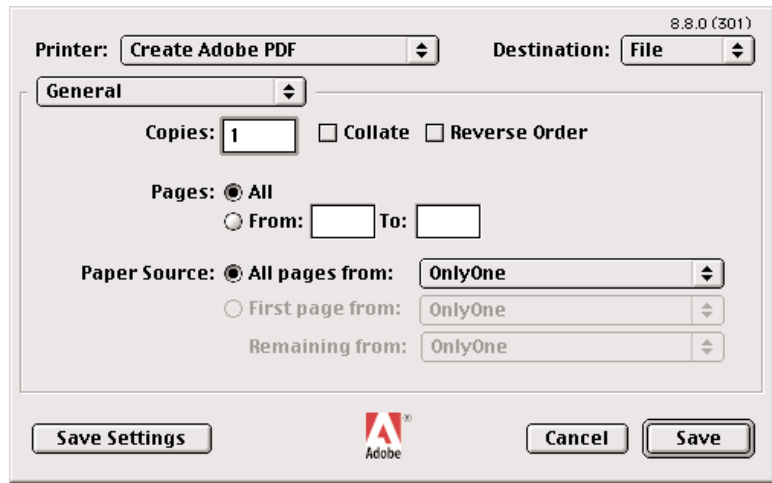 8.8.0 (301)
Printer: Create Adobe PDF Destination: File
General
Copies: 1 Collate Reverse Order
Pages: All
From: To:
Paper Source: All pages from: OnlyOne
First page from: OnlyOne
Remaining from: OnlyOne
Save Settings Adobe ® Cancel Save